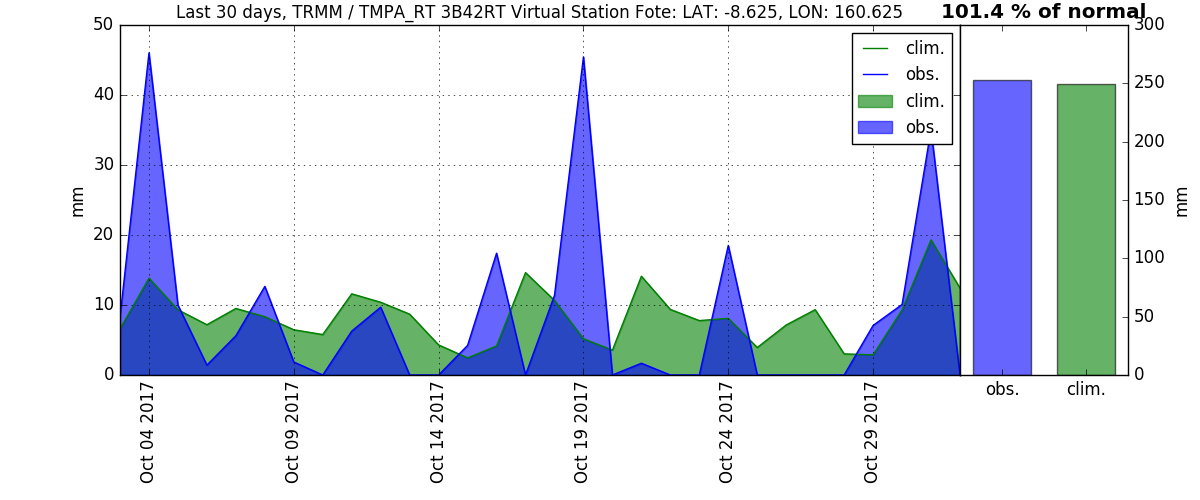 Last 30 days, TRMM / TMPA_RT 3B42RT Virtual Station Fote: LAT: -8.625, LON: 160.625
101.4 % of normal
50
40
30
20
10
0
mm
clim.
obs.
clim.
obs.
300
250
200
150
100
50
0
mm
Oct 04 2017
Oct 09 2017
Oct 14 2017
Oct 19 2017
Oct 24 2017
Oct 29 2017
obs.
clim.